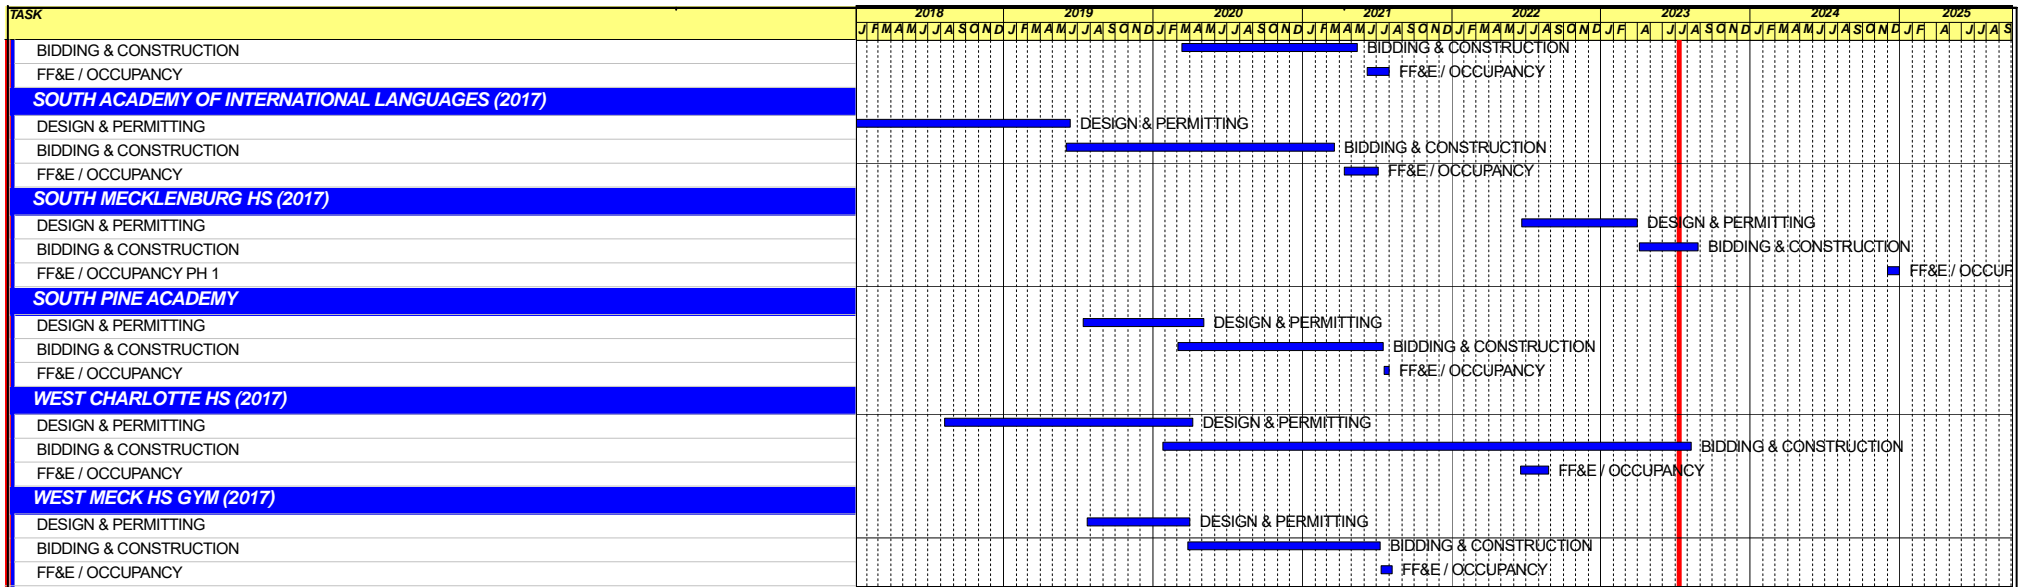 TASK 2018 2019 2020 2021 2022 2023 2024 2025
J F M A M J J A S O N D J F M A M J J A S O N D J F M A M J J A S O N D J F M A M J J A S O N D J F M A M J J A S O N D J F A J J A S O N D J F M A M J J A S O N D J F A J J A S
BIDDING & CONSTRUCTION BIDDING & CONSTRUCTION
FF&E / OCCUPANCY FF&E / OCCUPANCY
SOUTH ACADEMY OF INTERNATIONAL LANGUAGES (2017)
DESIGN & PERMITTING DESIGN & PERMITTING
BIDDING & CONSTRUCTION BIDDING & CONSTRUCTION
FF&E / OCCUPANCY FF&E / OCCUPANCY
SOUTH MECKLENBURG HS (2017)
DESIGN & PERMITTING DESIGN & PERMITTING
BIDDING & CONSTRUCTION BIDDING & CONSTRUCTION
FF&E / OCCUPANCY PH 1 FF&E / OCCUP
SOUTH PINE ACADEMY
DESIGN & PERMITTING DESIGN & PERMITTING
BIDDING & CONSTRUCTION BIDDING & CONSTRUCTION
FF&E / OCCUPANCY FF&E / OCCUPANCY
WEST CHARLOTTE HS (2017)
DESIGN & PERMITTING DESIGN & PERMITTING
BIDDING & CONSTRUCTION BIDDING & CONSTRUCTION
FF&E / OCCUPANCY FF&E / OCCUPANCY
WEST MECK HS GYM (2017)
DESIGN & PERMITTING DESIGN & PERMITTING
BIDDING & CONSTRUCTION BIDDING & CONSTRUCTION
FF&E / OCCUPANCY FF&E / OCCUPANCY